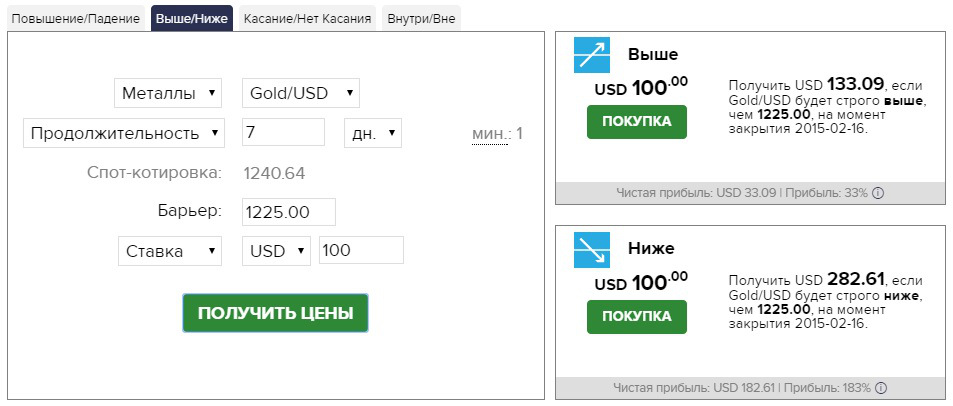 Повышение/Падение
Выше/Ниже
Касание/Нет Касания
Внутри/Вне
Металлы
Gold/USD
Продолжительность
7
дн.
мин.: 1
Спот-котировка:
1240.64
Барьер:
1225.00
Ставка
USD
100
ПОЛУЧИТЬ ЦЕНЫ
Выше
USD 100.00
ПОКУПКА
Получить USD 133.09, если
Gold/USD будет строго выше,
чем 1225.00, на момент
закрытия 2015-02-16.
Чистая прибыль: USD 33.09 | Прибыль: 33%
Ниже
USD 100.00
ПОКУПКА
Получить USD 282.61, если
Gold/USD будет строго ниже,
чем 1225.00, на момент
закрытия 2015-02-16.
Чистая прибыль: USD 182.61 | Прибыль: 183%